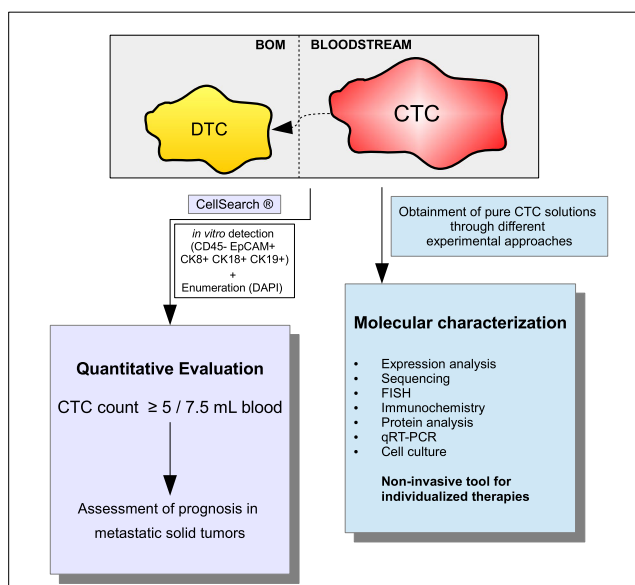 BOM
BLOODSTREAM
DTC
CTC
CellSearch ®
in vitro detection
(CD45- EpCAM+
CK8+ CK18+ CK19+)
+
Enumeration (DAPI)
Obtainment of pure CTC solutions
through different
experimental approaches
Quantitative Evaluation
CTC count ≥ 5 / 7.5 mL blood
Assessment of prognosis in
metastatic solid tumors
Molecular characterization
• Expression analysis
• Sequencing
• FISH
• Immunochemistry
• Protein analysis
• qRT-PCR
• Cell culture
Non-invasive tool for
individualized therapies